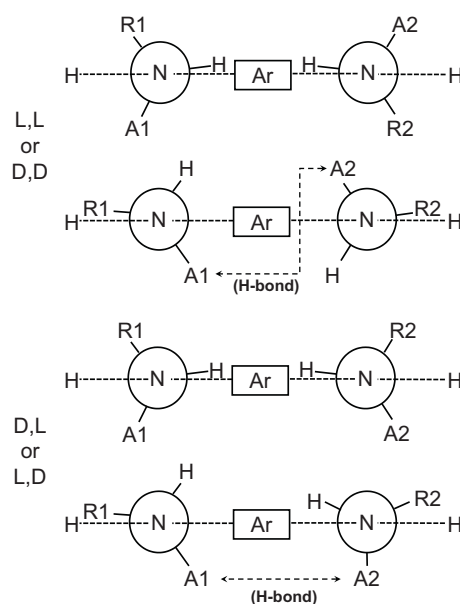 R1 A2
H N H Ar H N H
A1 R2
L,L
or
D,D
H A2
H R1 N Ar N R2 H
A1 H
(H-bond)
R1 R2
H N H Ar H N H
A1 A2
D,L
or
L,D
H
H R1 N Ar H N R2 H
A1 A2
(H-bond)